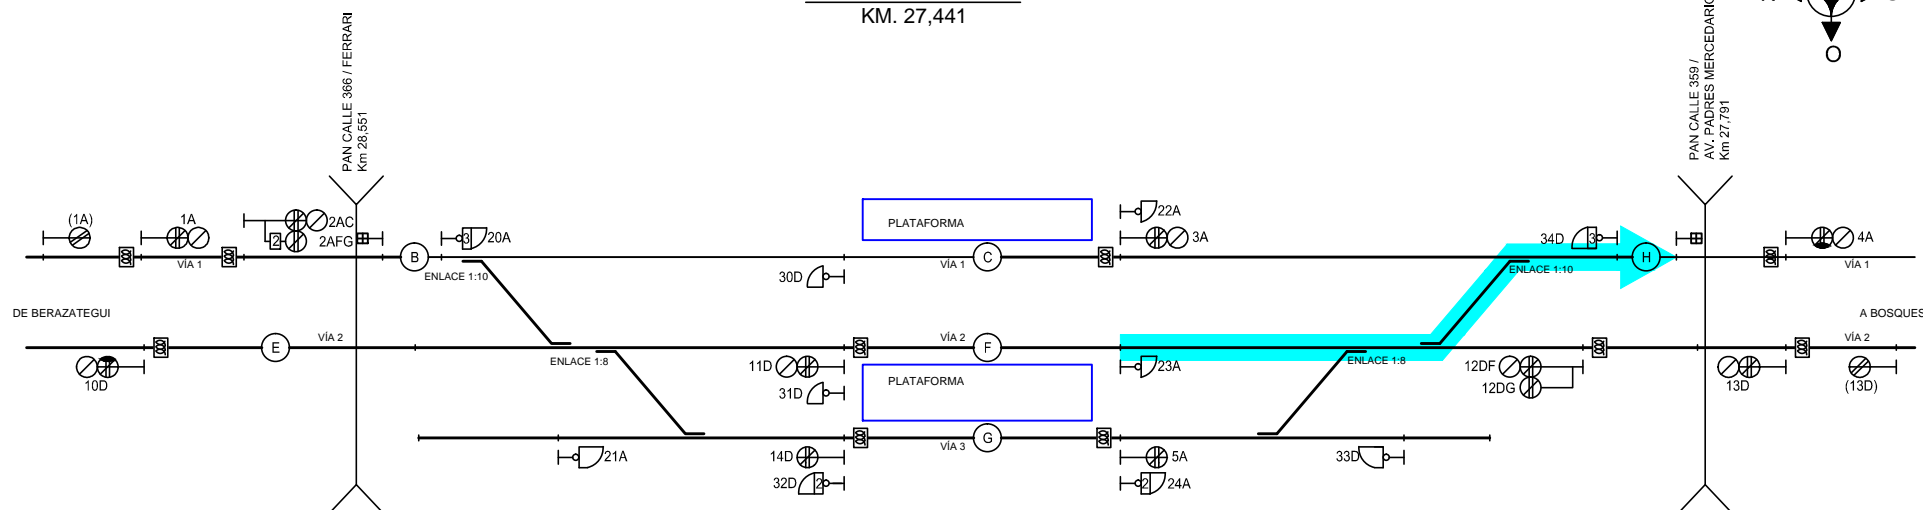 KM. 27,441
O
PAN CALLE 366 / FERRARI
Km 28,551
PAN CALLE 359 /
AV. PADRES MERCEDARIO
Km 27,791
(1A)
1A
2AC
2
2AFG
3
20A
PLATAFORMA
22A
3A
34D
3
4A
VÍA 1
B
ENLACE 1:10
VÍA 1
C
30D
ENLACE 1:10
H
VÍA 1
DE BERAZATEGUI
A BOSQUES
E
VÍA 2
VÍA 2
F
VÍA 2
10D
ENLACE 1:8
11D
31D
PLATAFORMA
23A
ENLACE 1:8
12DF
12DG
13D
(13D)
VÍA 3
G
21A
14D
5A
33D
32D
2
2
24A